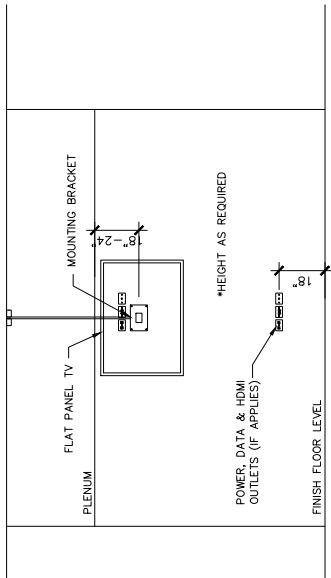 FLAT PANEL TV
MOUNTING BRACKET
PLENUM
18"-24"
*HEIGHT AS REQUIRED
POWER, DATA & HDMI
OUTLETS (IF APPLIES)
18"
FINISH FLOOR LEVEL